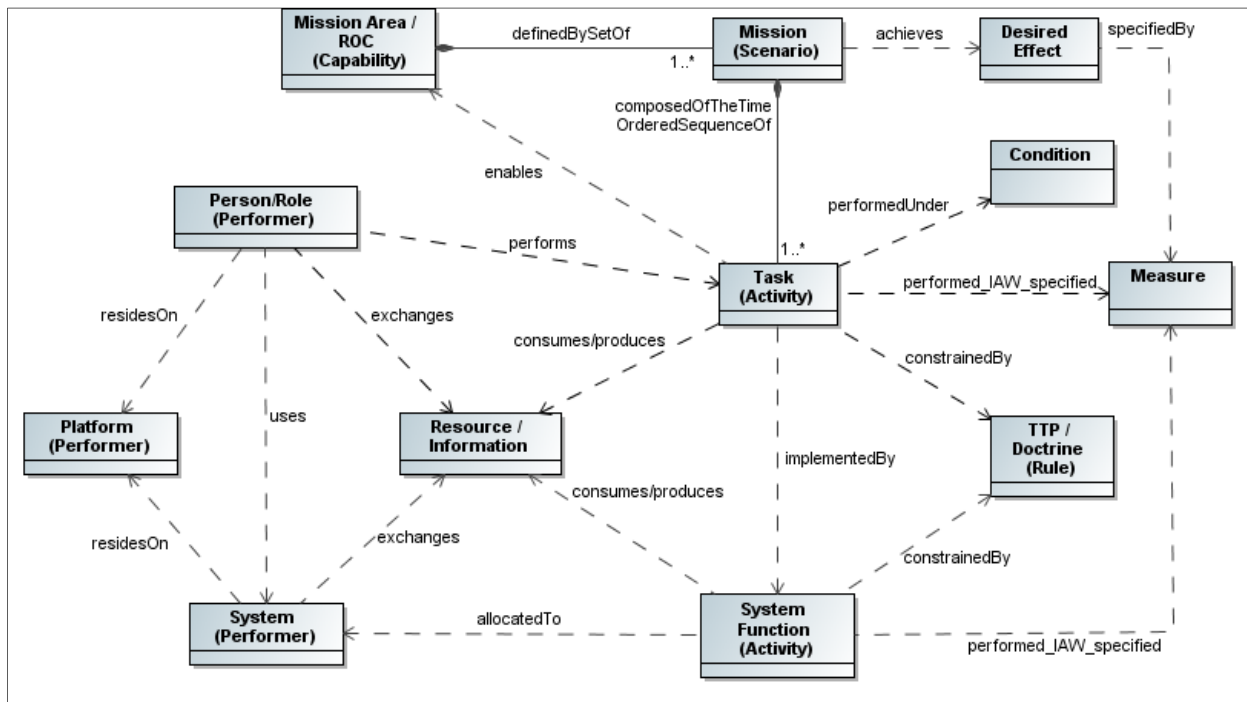 Mission Area /
ROC
(Capability)
definedBySetOf
1..*
Mission
(Scenario)
achieves
Desired
Effect
specifiedBy
composedOfTheTime
OrderedSequenceOf
Condition
enables
Person/Role
(Performer)
performedUnder
performs
1..*
Task
(Activity)
performed_IAW_specified
Measure
residesOn
exchanges
consumes/produces
constrainedBy
uses
Platform
(Performer)
Resource /
Information
TTP /
Doctrine
(Rule)
implementedBy
consumes/produces
residesOn
exchanges
constrainedBy
System
(Performer)
allocatedTo
System
Function
(Activity)
performed_IAW_specified